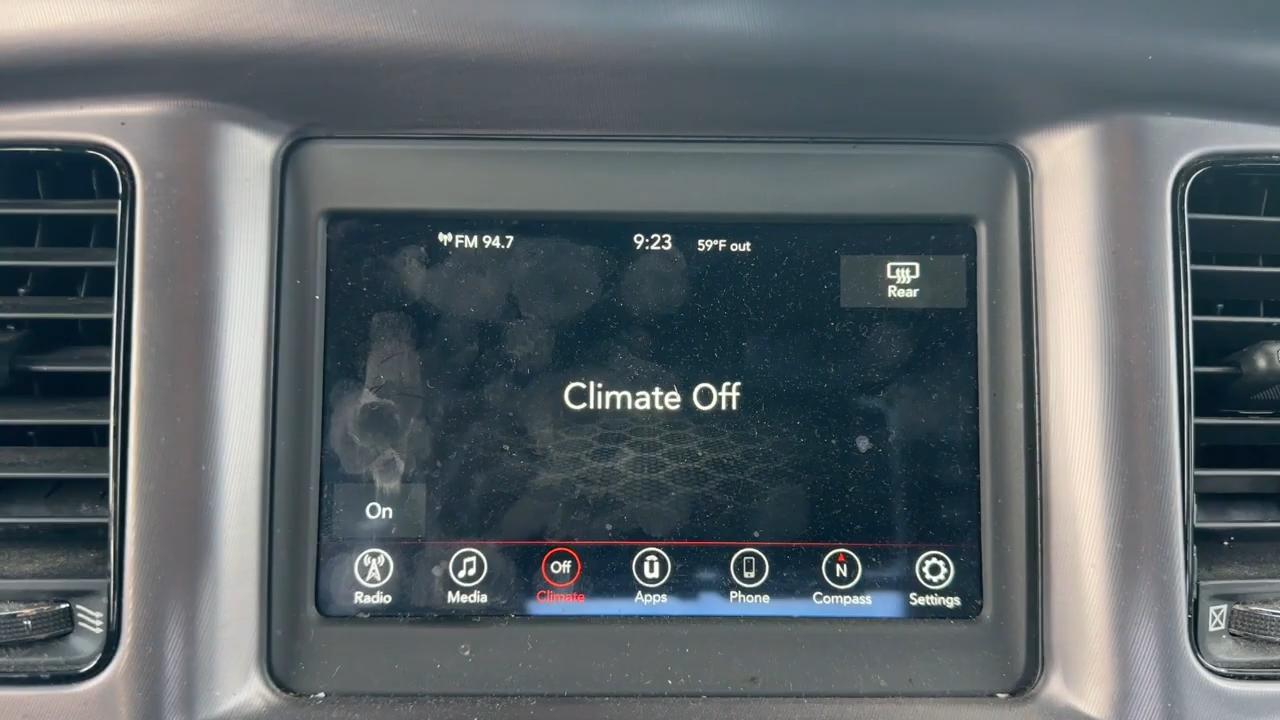 FM 94.7
9:23
59°F out
Rear
Climate Off
On
Off
N
Radio
Media
Climate
Apps
Phone
Compass
Settings